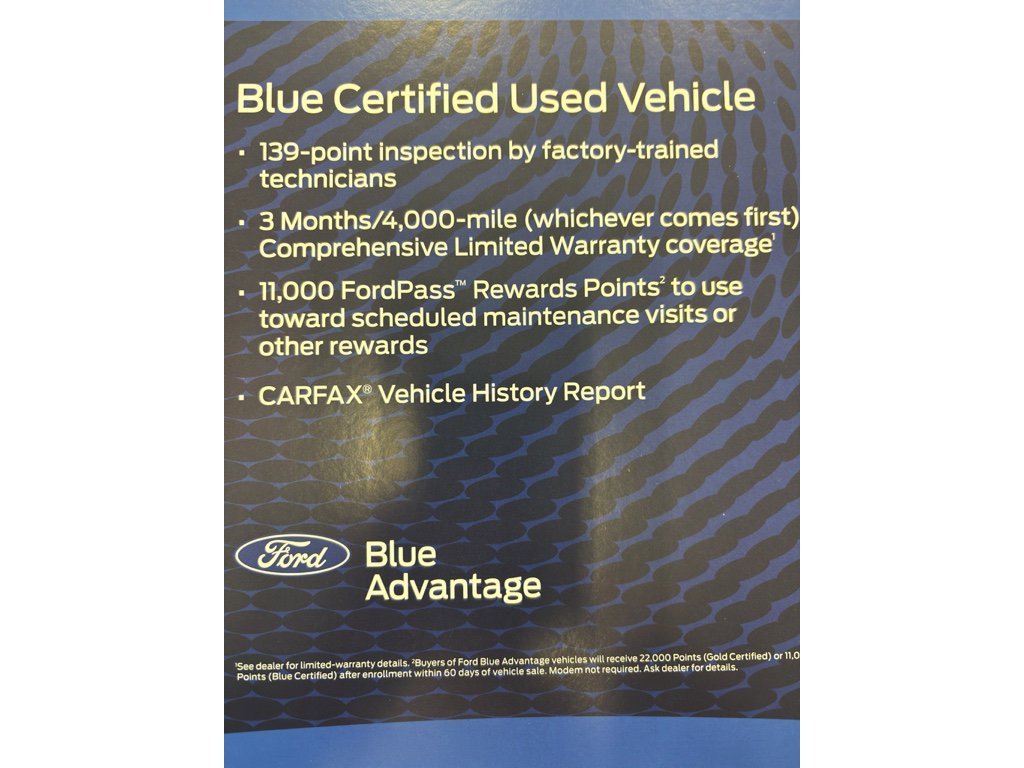 Blue Certified Used Vehicle
· 139-point inspection by factory-trained
technicians
· 3 Months/4,000-mile (whichever comes first)
Comprehensive Limited Warranty coverage¹
· 11,000 FordPass™ Rewards Points² to use
toward scheduled maintenance visits or
other rewards
· CARFAX® Vehicle History Report
Ford
Blue
Advantage
¹See dealer for limited-warranty details. ²Buyers of Ford Blue Advantage vehicles will receive 22,000 Points (Gold Certified) or 11,0
Points (Blue Certified) after enrollment within 60 days of vehicle sale. Modem not required. Ask dealer for details.